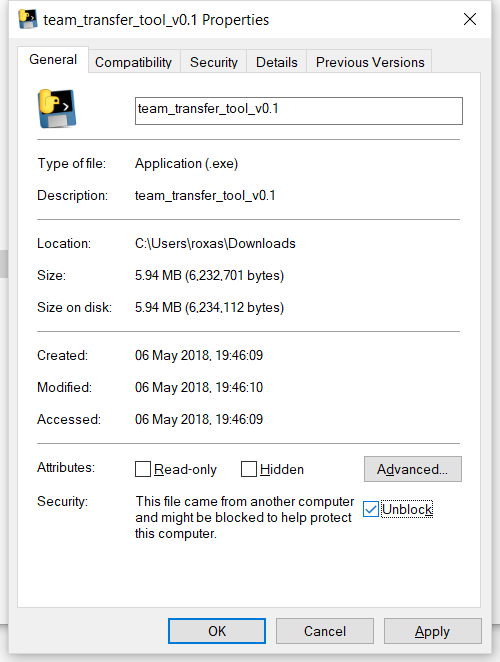 team_transfer_tool_v0.1 Properties
General Compatibility Security Details Previous Versions
team_transfer_tool_v0.1
Type of file: Application (.exe)
Description: team_transfer_tool_v0.1
Location: C:\Users\roxas\Downloads
Size: 5.94 MB (6,232,701 bytes)
Size on disk: 5.94 MB (6,234,112 bytes)
Created: 06 May 2018, 19:46:09
Modified: 06 May 2018, 19:46:10
Accessed: 06 May 2018, 19:46:09
Attributes: Read-only Hidden Advanced...
Security: This file came from another computer
and might be blocked to help protect
this computer.
Unblock
OK Cancel Apply